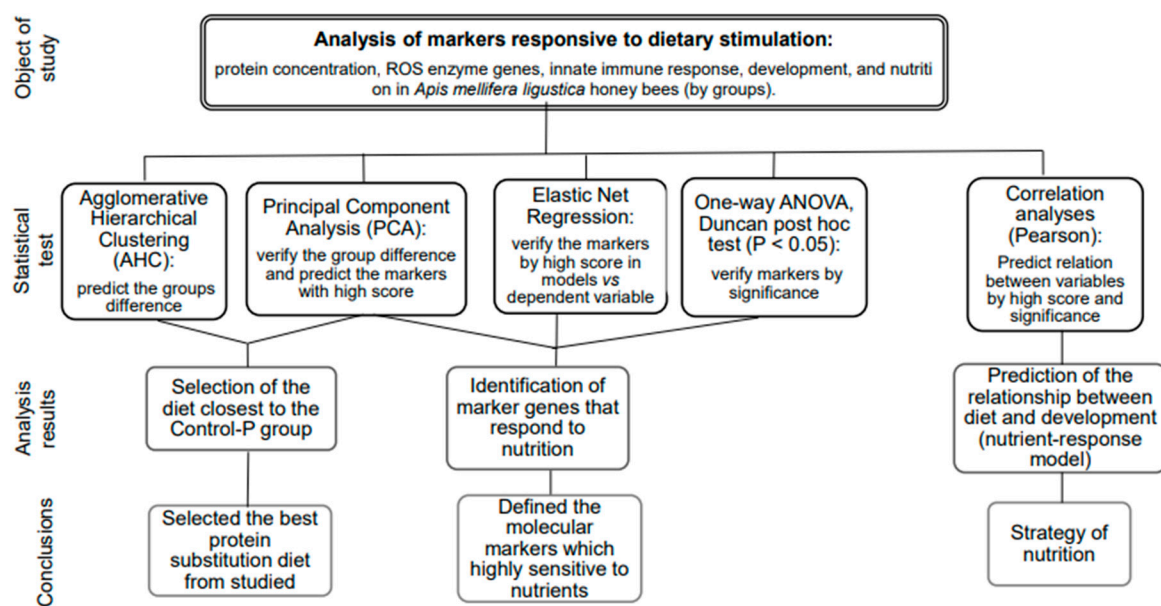 Object of
study
Analysis of markers responsive to dietary stimulation:
protein concentration, ROS enzyme genes, innate immune response, development, and nutriti
on in Apis mellifera ligustica honey bees (by groups).
Statistical
test
Agglomerative
Hierarchical
Clustering
(AHC):
predict the groups
difference
Principal Component
Analysis (PCA):
verify the group difference
and predict the markers
with high score
Elastic Net
Regression:
verify the markers
by high score in
models vs
dependent variable
One-way ANOVA,
Duncan post hoc
test (P < 0.05):
verify markers by
significance
Correlation
analyses
(Pearson):
Predict relation
between variables
by high score and
significance
Analysis
results
Selection of the
diet closest to the
Control-P group
Identification of
marker genes that
respond to
nutrition
Prediction of the
relationship between
diet and development
(nutrient-response
model)
Conclusions
Selected the best
protein
substitution diet
from studied
Defined the
molecular
markers which
highly sensitive to
nutrients
Strategy of
nutrition